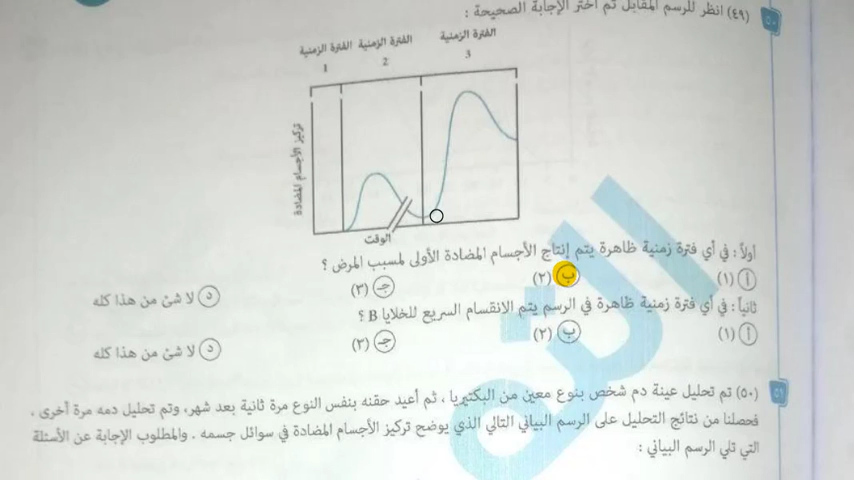 (٤٩) انظر للرسم المقابل ثم اختر الإجابة الصحيحة :
الفترة الزمنية 3
الفترة الزمنية 2
الفترة الزمنية 1
تركيز الأجسام المضادة
الوقت
أولاً : في أي فترة زمنية ظاهرة يتم إنتاج الأجسام المضادة الأولى لمسبب المرض ؟
أ (١) ب (٢) جـ (٣) د لا شئ من هذا كله
ثانياً : في أي فترة زمنية ظاهرة في الرسم يتم الانقسام السريع للخلايا B ؟
أ (١) ب (٢) جـ (٢) د لا شئ من هذا كله
(٥٠) تم تحليل عينة دم شخص بنوع معين من البكتيريا ، ثم أعيد حقنه بنفس النوع مرة ثانية بعد شهر، وتم تحليل دمه مرة أخرى ،
فحصلنا من نتائج التحليل على الرسم البياني التالي الذي يوضح تركيز الأجسام المضادة في سوائل جسمه . والمطلوب الإجابة عن الأسئلة
التي تلي الرسم البياني :